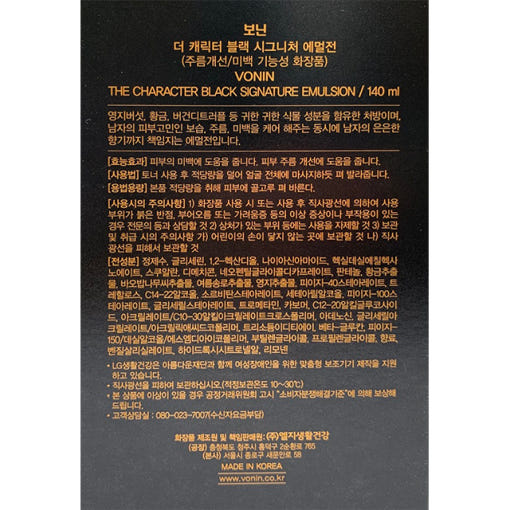 보닌
더 캐릭터 블랙 시그니처 에멀전
(주름개선/미백 기능성 화장품)
VONIN
THE CHARACTER BLACK SIGNATURE EMULSION / 140 ml
영지버섯, 황금, 버건디트러플 등 귀한 귀한 식물 성분을 함유한 처방이며,
남자의 피부고민인 보습, 주름, 미백을 케어 해주는 동시에 남자의 은은한
향기까지 책임지는 에멀전입니다.
[효능효과] 피부의 미백에 도움을 줍니다. 피부 주름 개선에 도움을 줍니다.
[사용법] 토너 사용 후 적당량을 덜어 얼굴 전체에 마사지하듯 펴 발라줍니다.
[용법용량] 본품 적당량을 취해 피부에 골고루 펴 바른다.
[사용시의 주의사항] 1) 화장품 사용 시 또는 사용 후 직사광선에 의하여 사용
부위가 붉은 반점, 부어오름 또는 가려움증 등의 이상 증상이나 부작용이 있는
경우 전문의 등과 상담할 것 2) 상처가 있는 부위 등에는 사용을 자제할 것 3) 보관
및 취급 시의 주의사항 가) 어린이의 손이 닿지 않는 곳에 보관할 것 나) 직사
광선을 피해서 보관할 것
[전성분] 정제수, 글리세린, 1,2-헥산디올, 나이아신아마이드, 헥실데실에칠헥사
노에이트, 스쿠알란, 디메치콘, 네오펜틸글라이콜디카프레이트, 판테놀, 황금추출
물, 바오밥나무씨추출물, 여름송로추출물, 영지추출물, 피이지-40스테아레이트, 트
레할로스, C14-22알코올, 소르비탄스테아레이트, 세테아릴알코올, 피이지-100스
테아레이트, 글리세릴스테아레이트, 트로메타민, 카보머, C12-20알킬글루코사이
드, 아크릴레이트/C10-30알킬아크릴레이트크로스폴리머, 아데노신, 글리세릴아
크릴레이트/아크릴릭애씨드코폴리머, 트리소듐이디티에이, 베타-글루칸, 피이지-
150/데실알코올/에스엠디아이코폴리머, 부틸렌글라이콜, 프로필렌글라이콜, 향료,
벤질살리실레이트, 하이드록시시트로넬알, 리모넨
• LG생활건강은 아름다운재단과 함께 여성장애인을 위한 맞춤형 보조기기 제작을 지원
하고 있습니다.
• 직사광선을 피하여 보관하십시오.(적정보관온도 10~30℃)
• 본 상품에 이상이 있을 경우 공정거래위원회 고시 "소비자분쟁해결기준"에 의해 보상해
드립니다.
• 고객상담실 : 080-023-7007(수신자요금부담)
화장품 제조원 및 책임판매원: (주)엘지생활건강
(공장) 충청북도 청주시 흥덕구 2순환로 765
(본사) 서울시 종로구 새문안로 58
MADE IN KOREA
www.vonin.co.kr